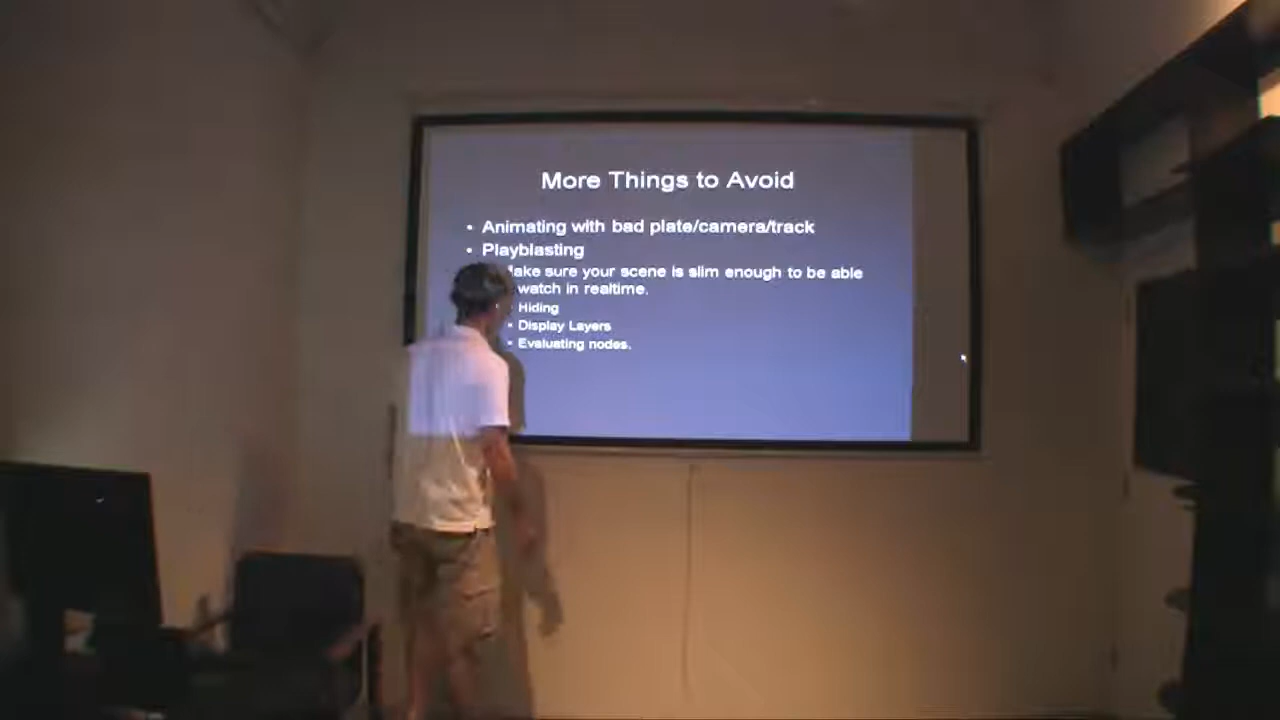 More Things to Avoid
• Animating with bad plate/camera/track
• Playblasting
ake sure your scene is slim enough to be able
watch in realtime.
• Hiding
• Display Layers
• Evaluating nodes.